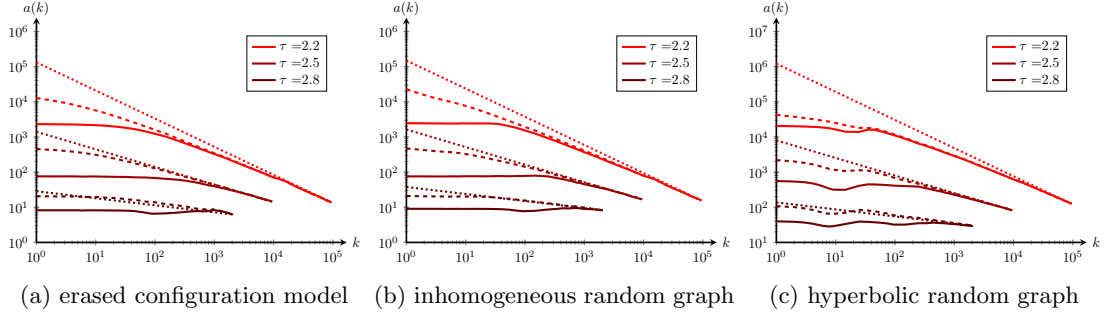 a(k)
10^6
10^5
10^4
10^3
10^2
10^1
10^0
10^0 10^1 10^2 10^3 10^4 10^5
k
τ =2.2
τ =2.5
τ =2.8
(a) erased configuration model
a(k)
10^6
10^5
10^4
10^3
10^2
10^1
10^0
10^0 10^1 10^2 10^3 10^4 10^5
k
τ =2.2
τ =2.5
τ =2.8
(b) inhomogeneous random graph
a(k)
10^7
10^6
10^5
10^4
10^3
10^2
10^1
10^0 10^1 10^2 10^3 10^4 10^5
k
τ =2.2
τ =2.5
τ =2.8
(c) hyperbolic random graph